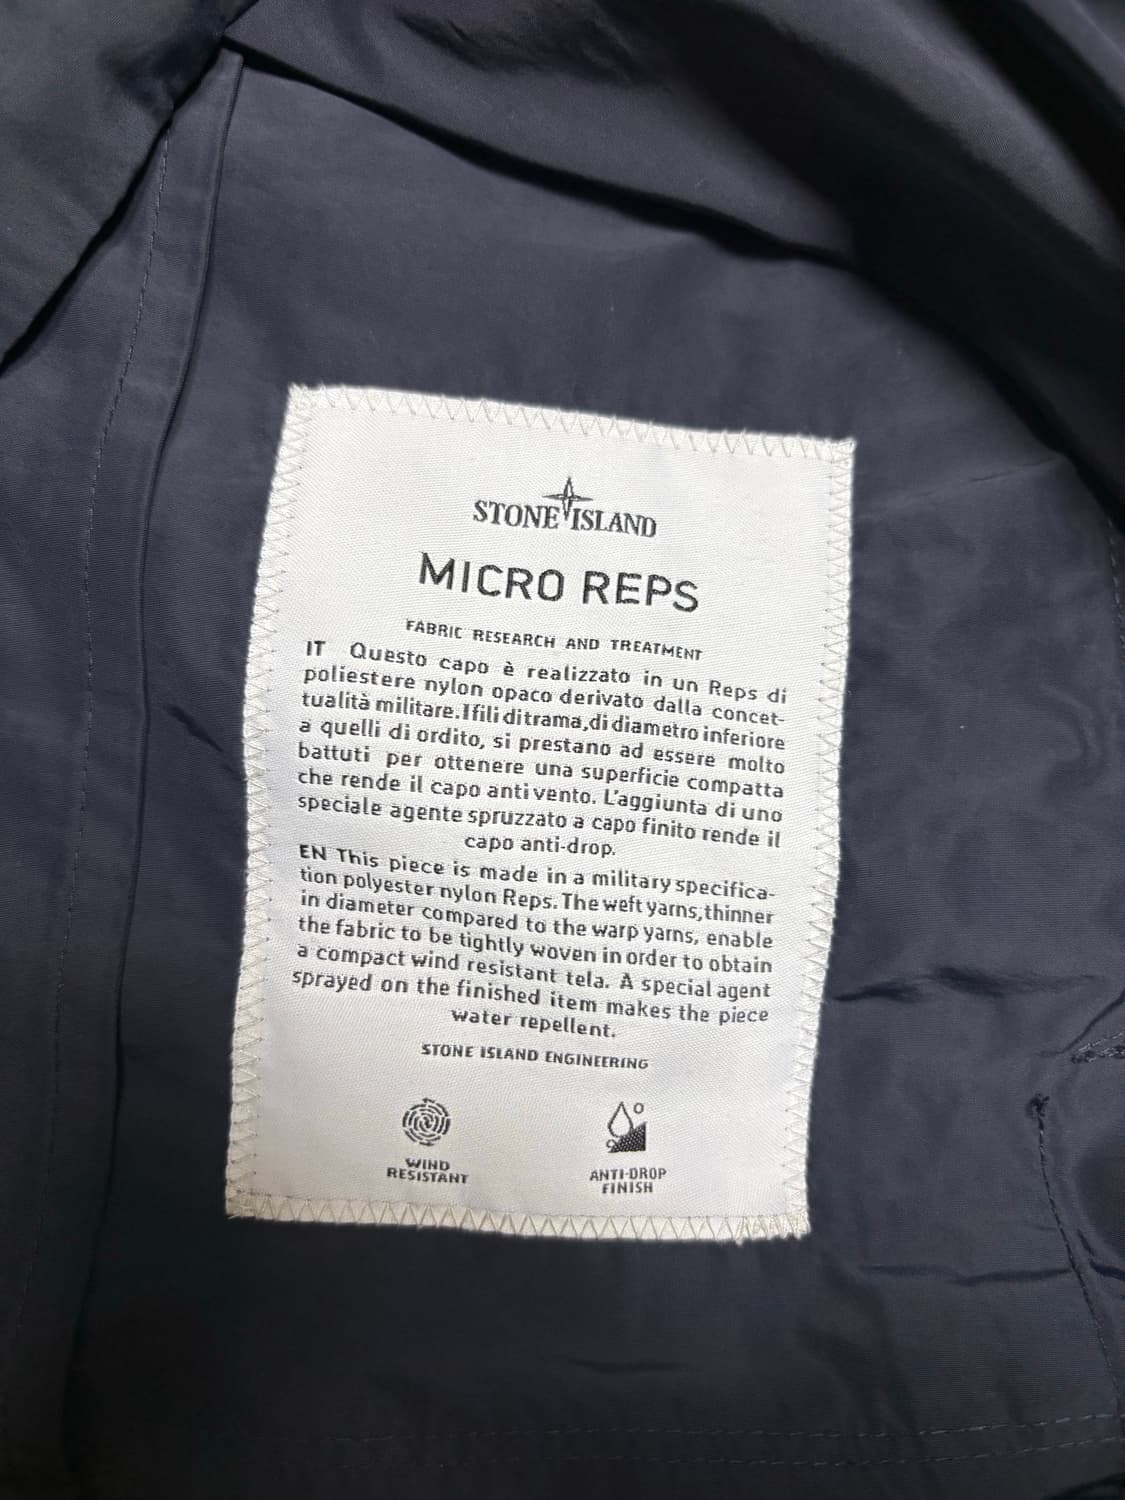 STONE ISLAND
MICRO REPS
FABRIC RESEARCH AND TREATMENT
IT Questo capo è realizzato in un Reps di
poliestere nylon opaco derivato dalla concet-
tualità militare. I fili di trama, di diametro inferiore
a quelli di ordito, si prestano ad essere molto
battuti per ottenere una superficie compatta
che rende il capo anti vento. L'aggiunta di uno
speciale agente spruzzato a capo finito rende il
capo anti-drop.
EN This piece is made in a military specifica-
tion polyester nylon Reps. The weft yarns, thinner
in diameter compared to the warp yarns, enable
the fabric to be tightly woven in order to obtain
a compact wind resistant tela. A special agent
sprayed on the finished item makes the piece
water repellent.
STONE ISLAND ENGINEERING
WIND
RESISTANT
ANTI-DROP
FINISH